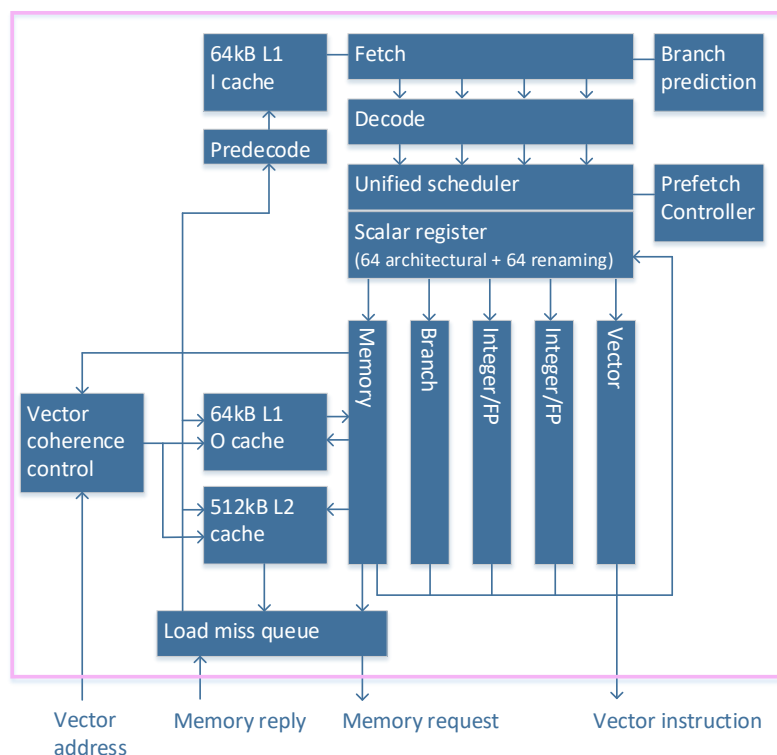 64kB L1
I cache
Fetch
Branch
prediction
Decode
Predecode
Unified scheduler
Prefetch
Controller
Scalar register
(64 architectural + 64 renaming)
Memory
Branch
Integer/FP
Integer/FP
Vector
Vector
coherence
control
64kB L1
O cache
512kB L2
cache
Load miss queue
Vector
address
Memory reply
Memory request
Vector instruction